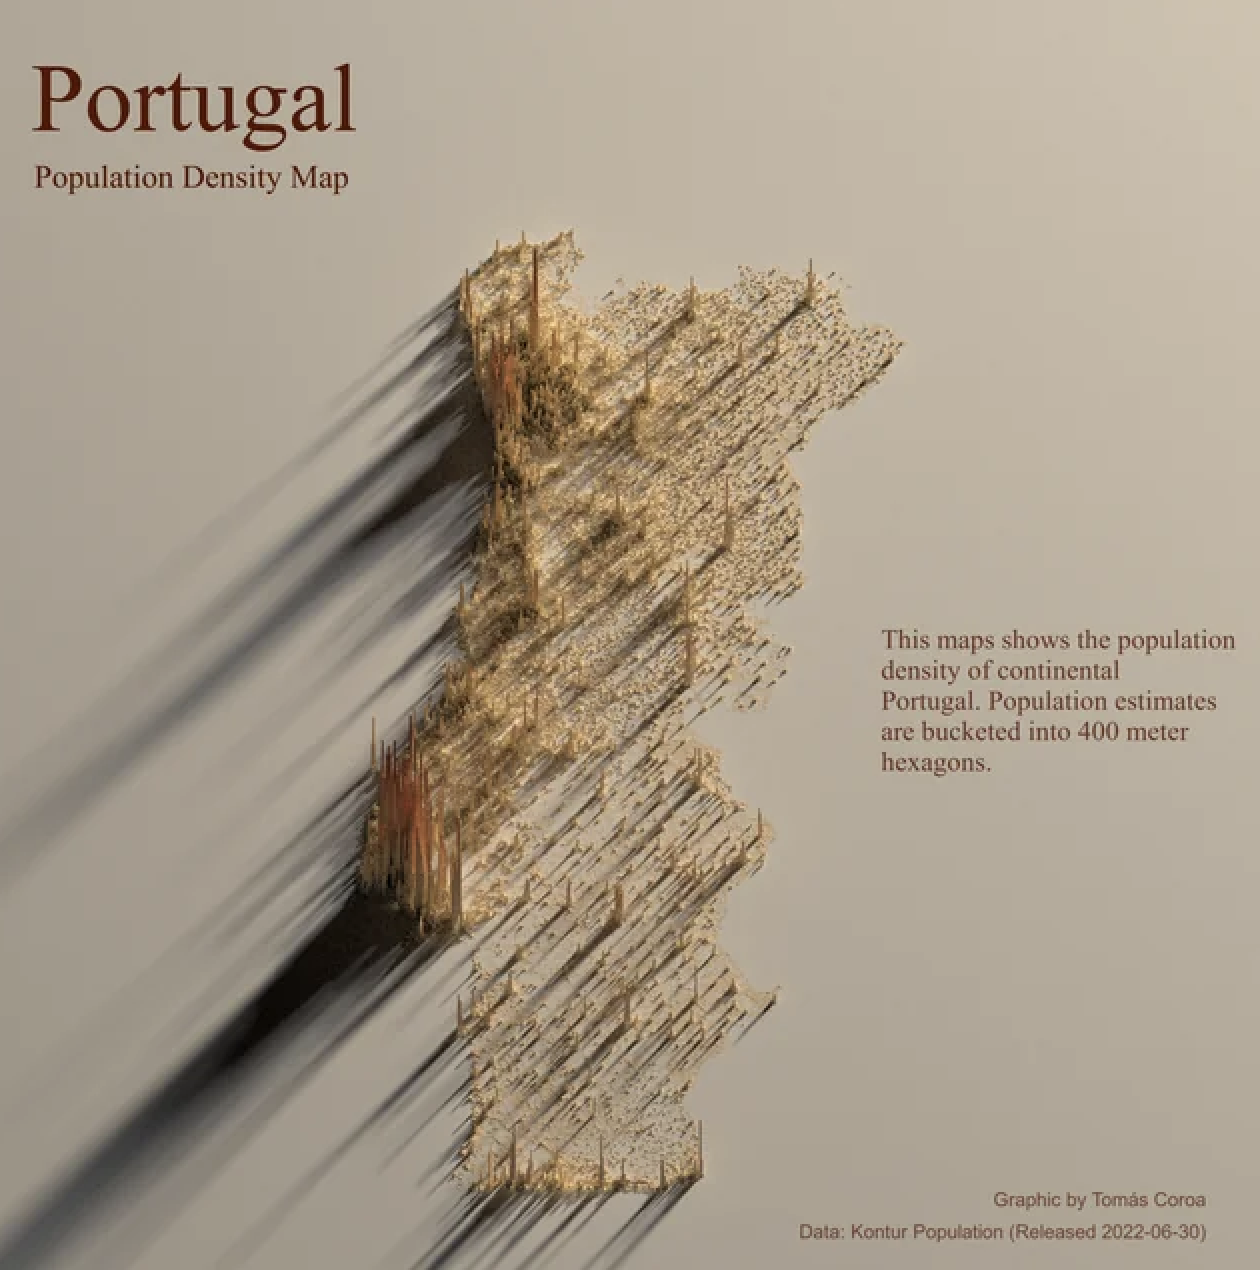 Portugal
Population Density Map
This maps shows the population
density of continental
Portugal. Population estimates
are bucketed into 400 meter
hexagons.
Graphic by Tomás Coroa
Data: Kontur Population (Released 2022-06-30)